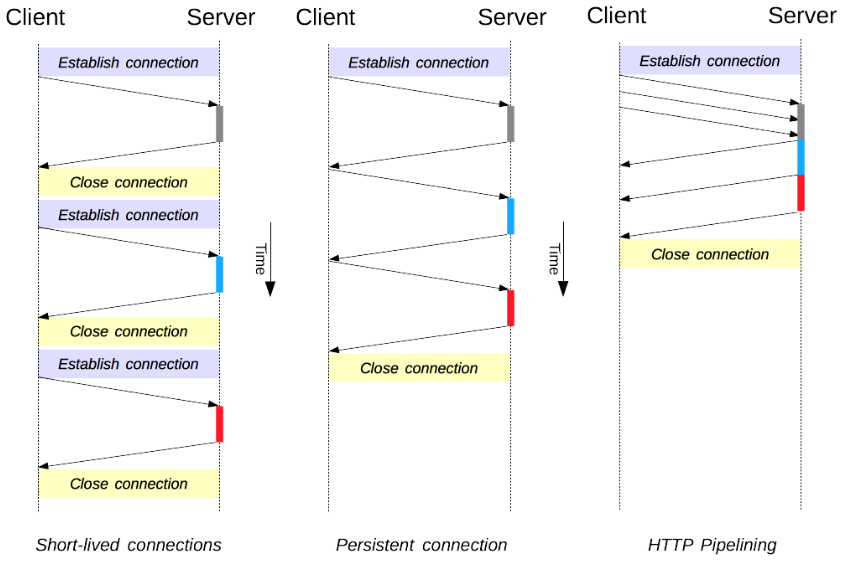 Client Server
Establish connection
Close connection
Establish connection
Close connection
Establish connection
Close connection
Short-lived connections
Time
Client Server
Establish connection
Close connection
Persistent connection
Time
Client Server
Establish connection
Close connection
HTTP Pipelining